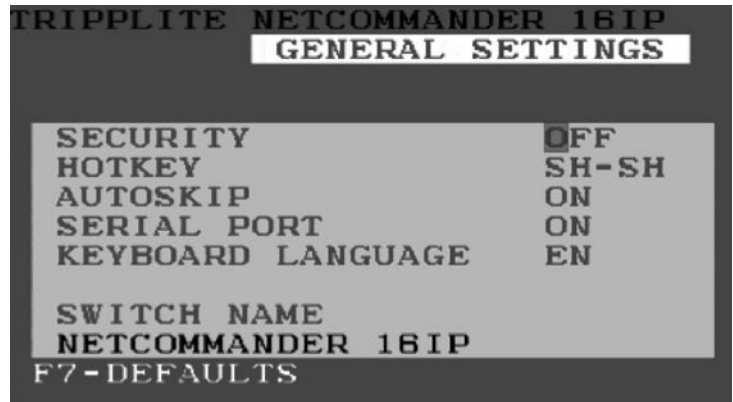 TRIPPLITE NETCOMMANDER 16IP
GENERAL SETTINGS
SECURITY OFF
HOTKEY SH-SH
AUTOSKIP ON
SERIAL PORT ON
KEYBOARD LANGUAGE EN
SWITCH NAME
NETCOMMANDER 16IP
F7-DEFAULTS